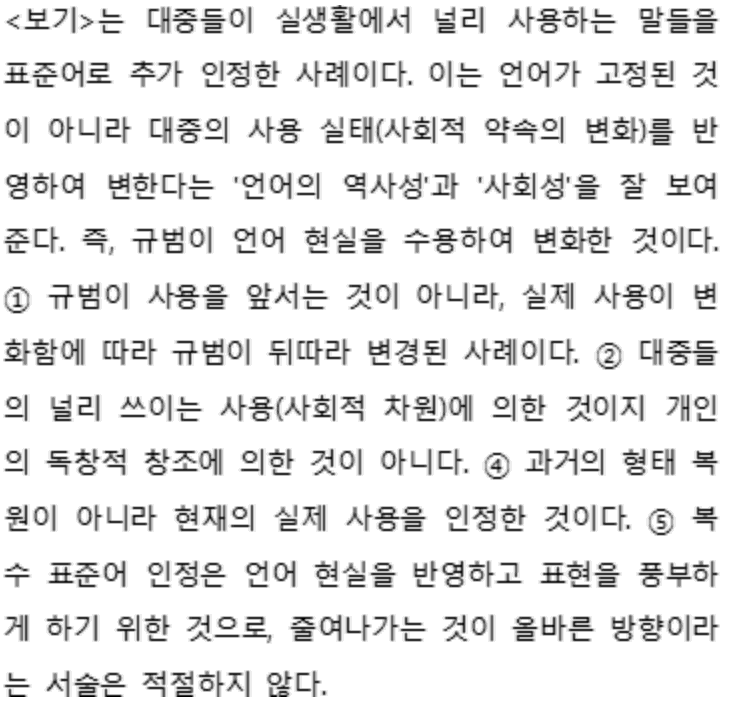 <보기>는 대중들이 실생활에서 널리 사용하는 말들을
표준어로 추가 인정한 사례이다. 이는 언어가 고정된 것
이 아니라 대중의 사용 실태(사회적 약속의 변화)를 반
영하여 변한다는 '언어의 역사성'과 '사회성'을 잘 보여
준다. 즉, 규범이 언어 현실을 수용하여 변화한 것이다.
① 규범이 사용을 앞서는 것이 아니라, 실제 사용이 변
화함에 따라 규범이 뒤따라 변경된 사례이다. ② 대중들
의 널리 쓰이는 사용(사회적 차원)에 의한 것이지 개인
의 독창적 창조에 의한 것이 아니다. ④ 과거의 형태 복
원이 아니라 현재의 실제 사용을 인정한 것이다. ⑤ 복
수 표준어 인정은 언어 현실을 반영하고 표현을 풍부하
게 하기 위한 것으로, 줄여나가는 것이 올바른 방향이라
는 서술은 적절하지 않다.